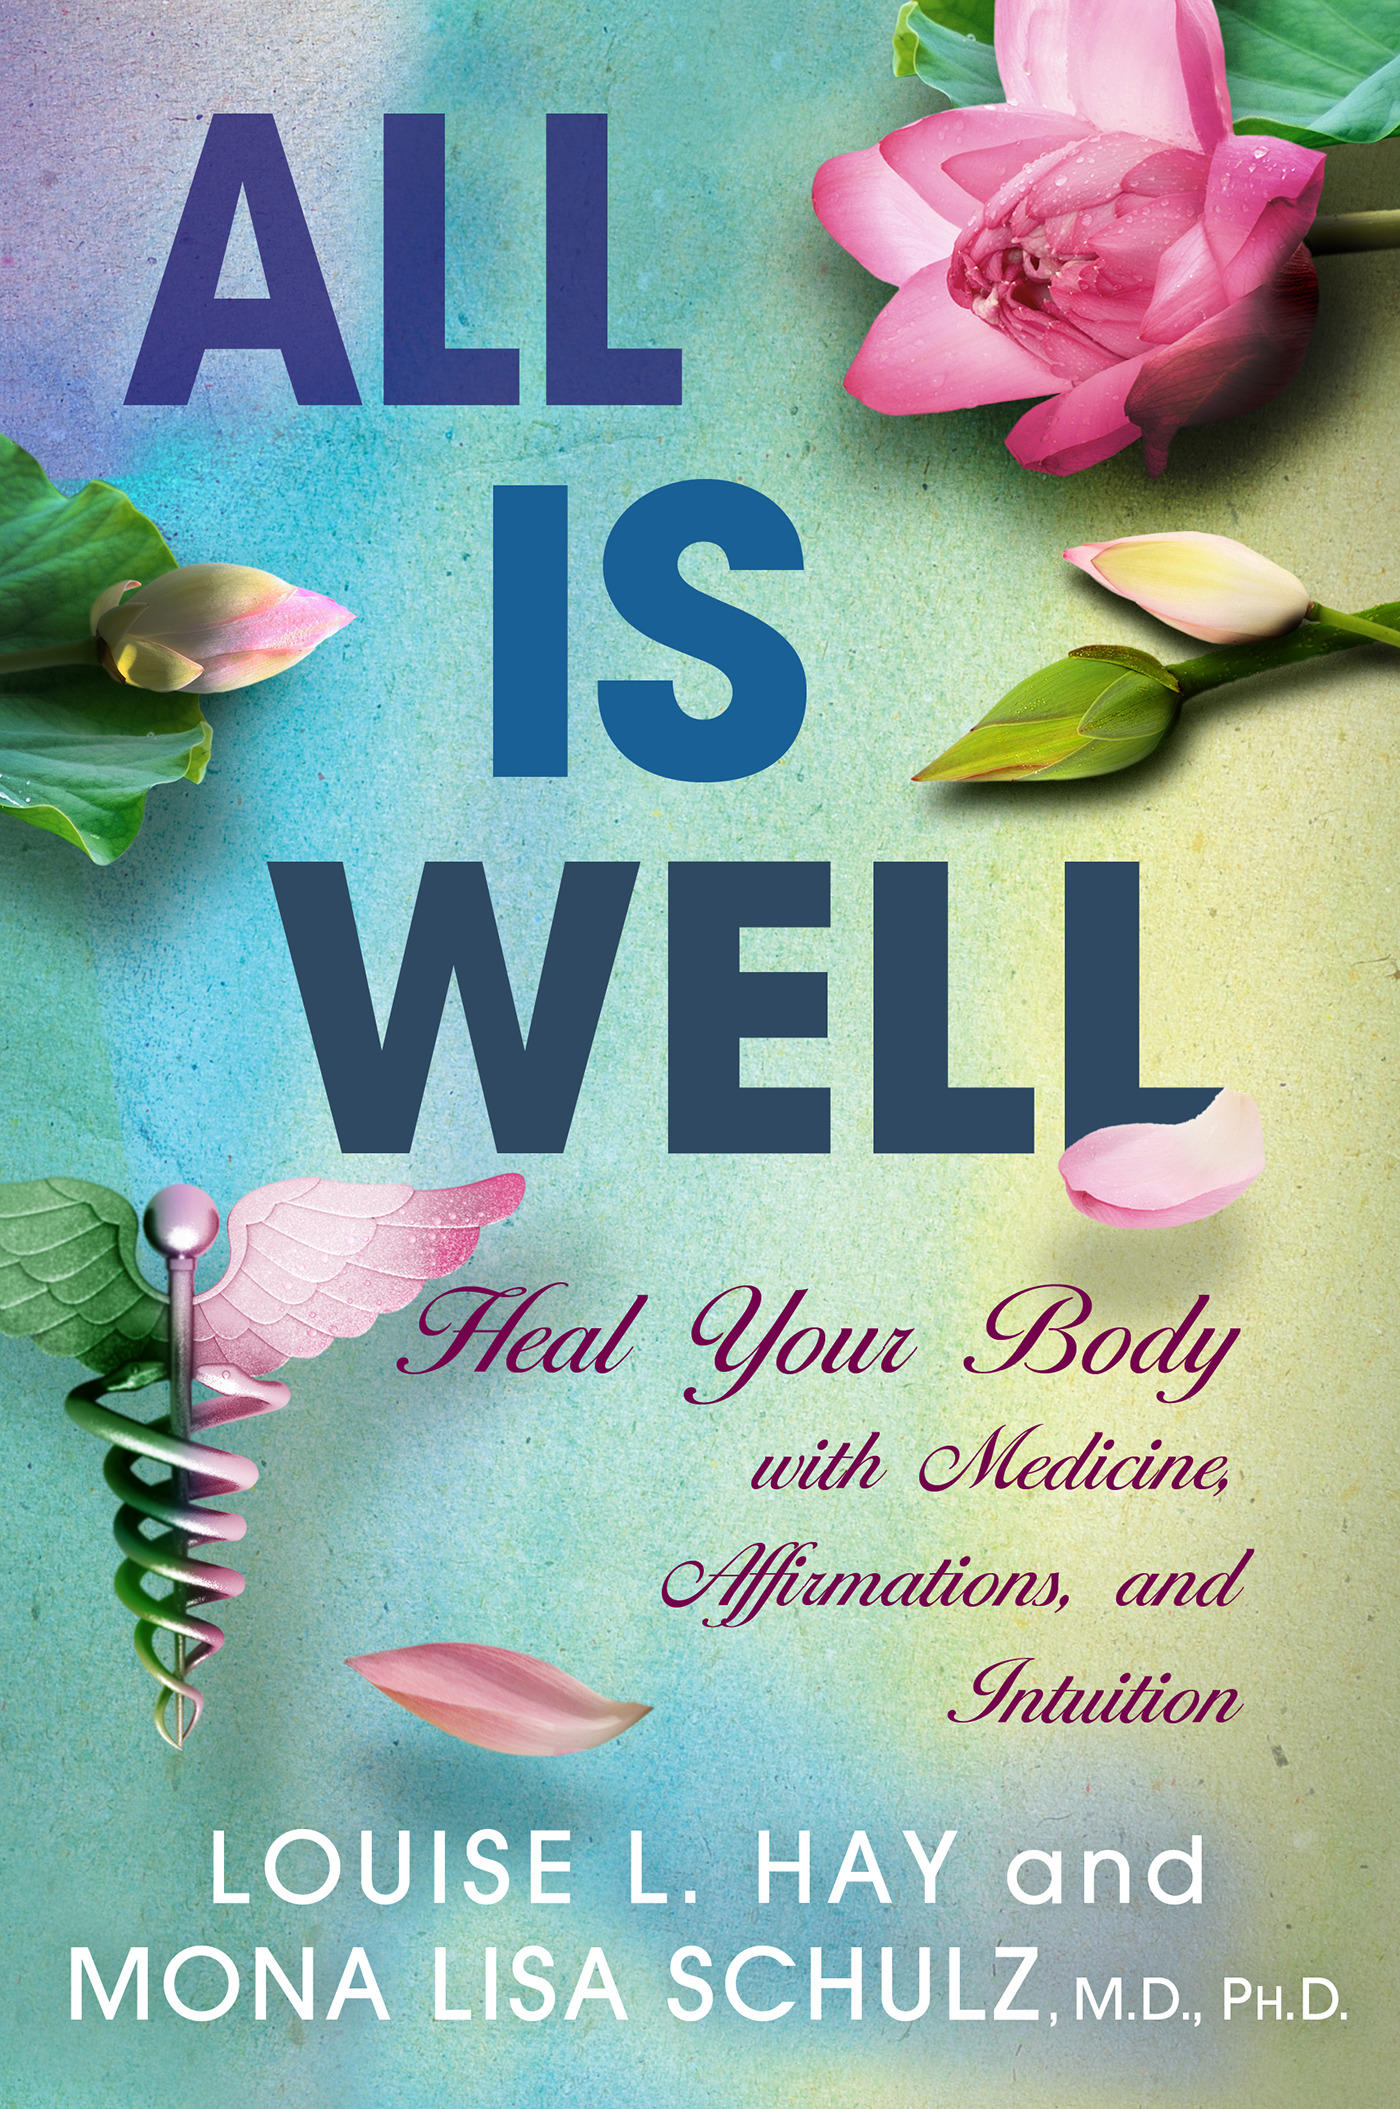 ALL
IS
WELL
Heal Your Body
with Medicine,
Affirmations, and
Intuition
LOUISE L. HAY and
MONA LISA SCHULZ, M.D., PH.D.